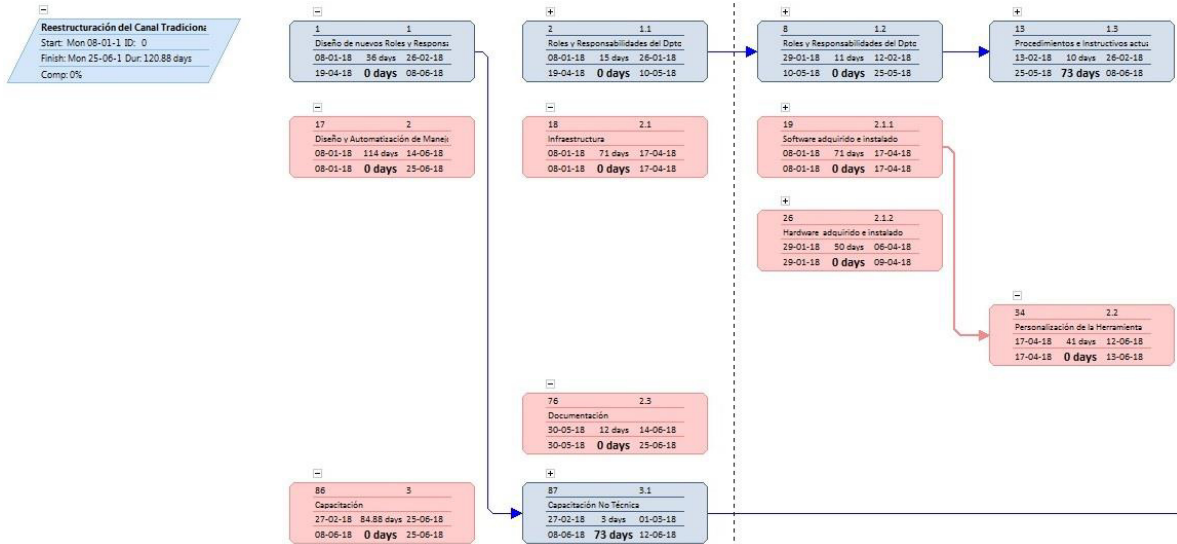 Reestructuración del Canal Tradiciona
Start: Mon 08-01-1 ID: 0
Finish: Mon 25-06-1 Dur: 120.88 days
Comp: 0%
1 1
Diseño de nuevos Roles y Responsa
08-01-18 36 days 26-02-18
19-04-18 0 days 08-06-18
2 1.1
Roles y Responsabilidades del Dpto
08-01-18 15 days 26-01-18
19-04-18 0 days 10-05-18
8 1.2
Roles y Responsabilidades del Dpto
29-01-18 11 days 12-02-18
10-05-18 0 days 25-05-18
13 1.3
Procedimientos e Instructivos actua
13-02-18 10 days 26-02-18
25-05-18 73 days 08-06-18
17 2
Diseño y Automatización de Manejo
08-01-18 114 days 14-06-18
08-01-18 0 days 25-06-18
18 2.1
Infraestructura
08-01-18 71 days 17-04-18
08-01-18 0 days 17-04-18
19 2.1.1
Software adquirido e instalado
08-01-18 71 days 17-04-18
08-01-18 0 days 17-04-18
26 2.1.2
Hardware adquirido e instalado
29-01-18 50 days 06-04-18
29-01-18 0 days 09-04-18
34 2.2
Personalización de la Herramienta
17-04-18 41 days 12-06-18
17-04-18 0 days 13-06-18
76 2.3
Documentación
30-05-18 12 days 14-06-18
30-05-18 0 days 25-06-18
86 3
Capacitación
27-02-18 84.88 days 25-06-18
08-06-18 0 days 25-06-18
87 3.1
Capacitación No Técnica
27-02-18 3 days 01-03-18
08-06-18 73 days 12-06-18